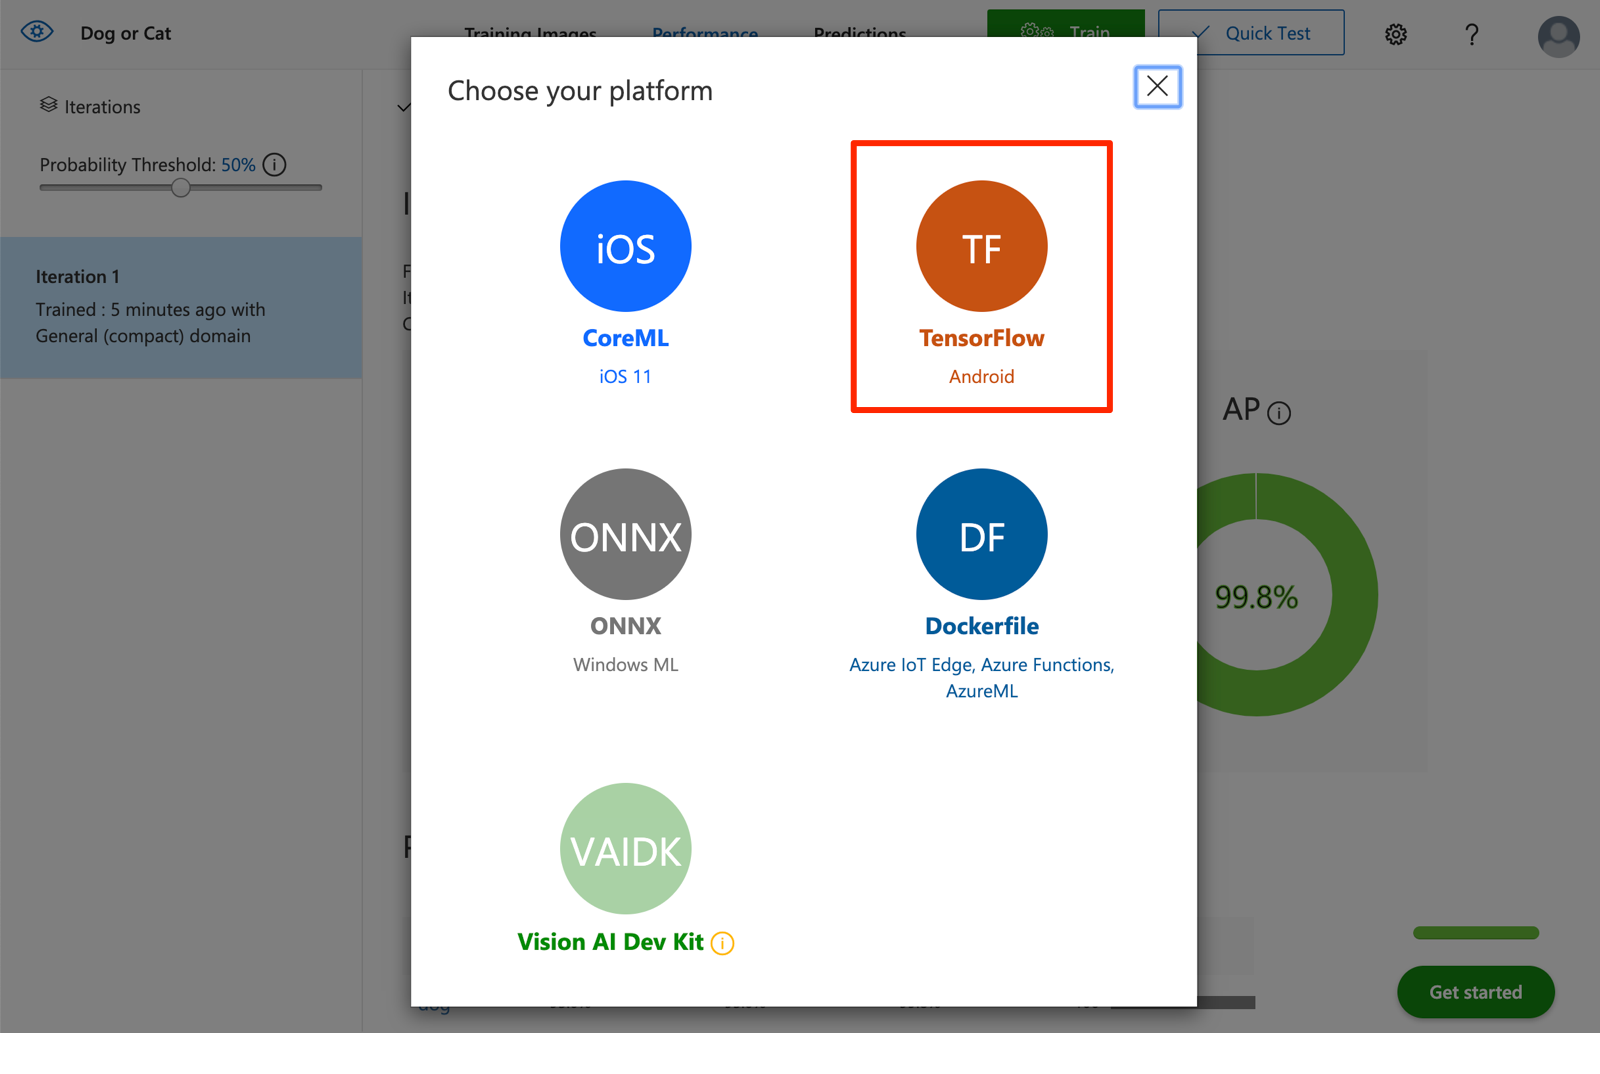 Dog or Cat
Training Images
Performance
Predictions
Train
Quick Test
?
Iterations
Probability Threshold: 50%
Iteration 1
Trained : 5 minutes ago with
General (compact) domain
Choose your platform
iOS
CoreML
iOS 11
TF
TensorFlow
Android
ONNX
ONNX
Windows ML
DF
Dockerfile
Azure IoT Edge, Azure Functions,
AzureML
VAIDK
Vision AI Dev Kit
AP
99.8%
dog
Get started